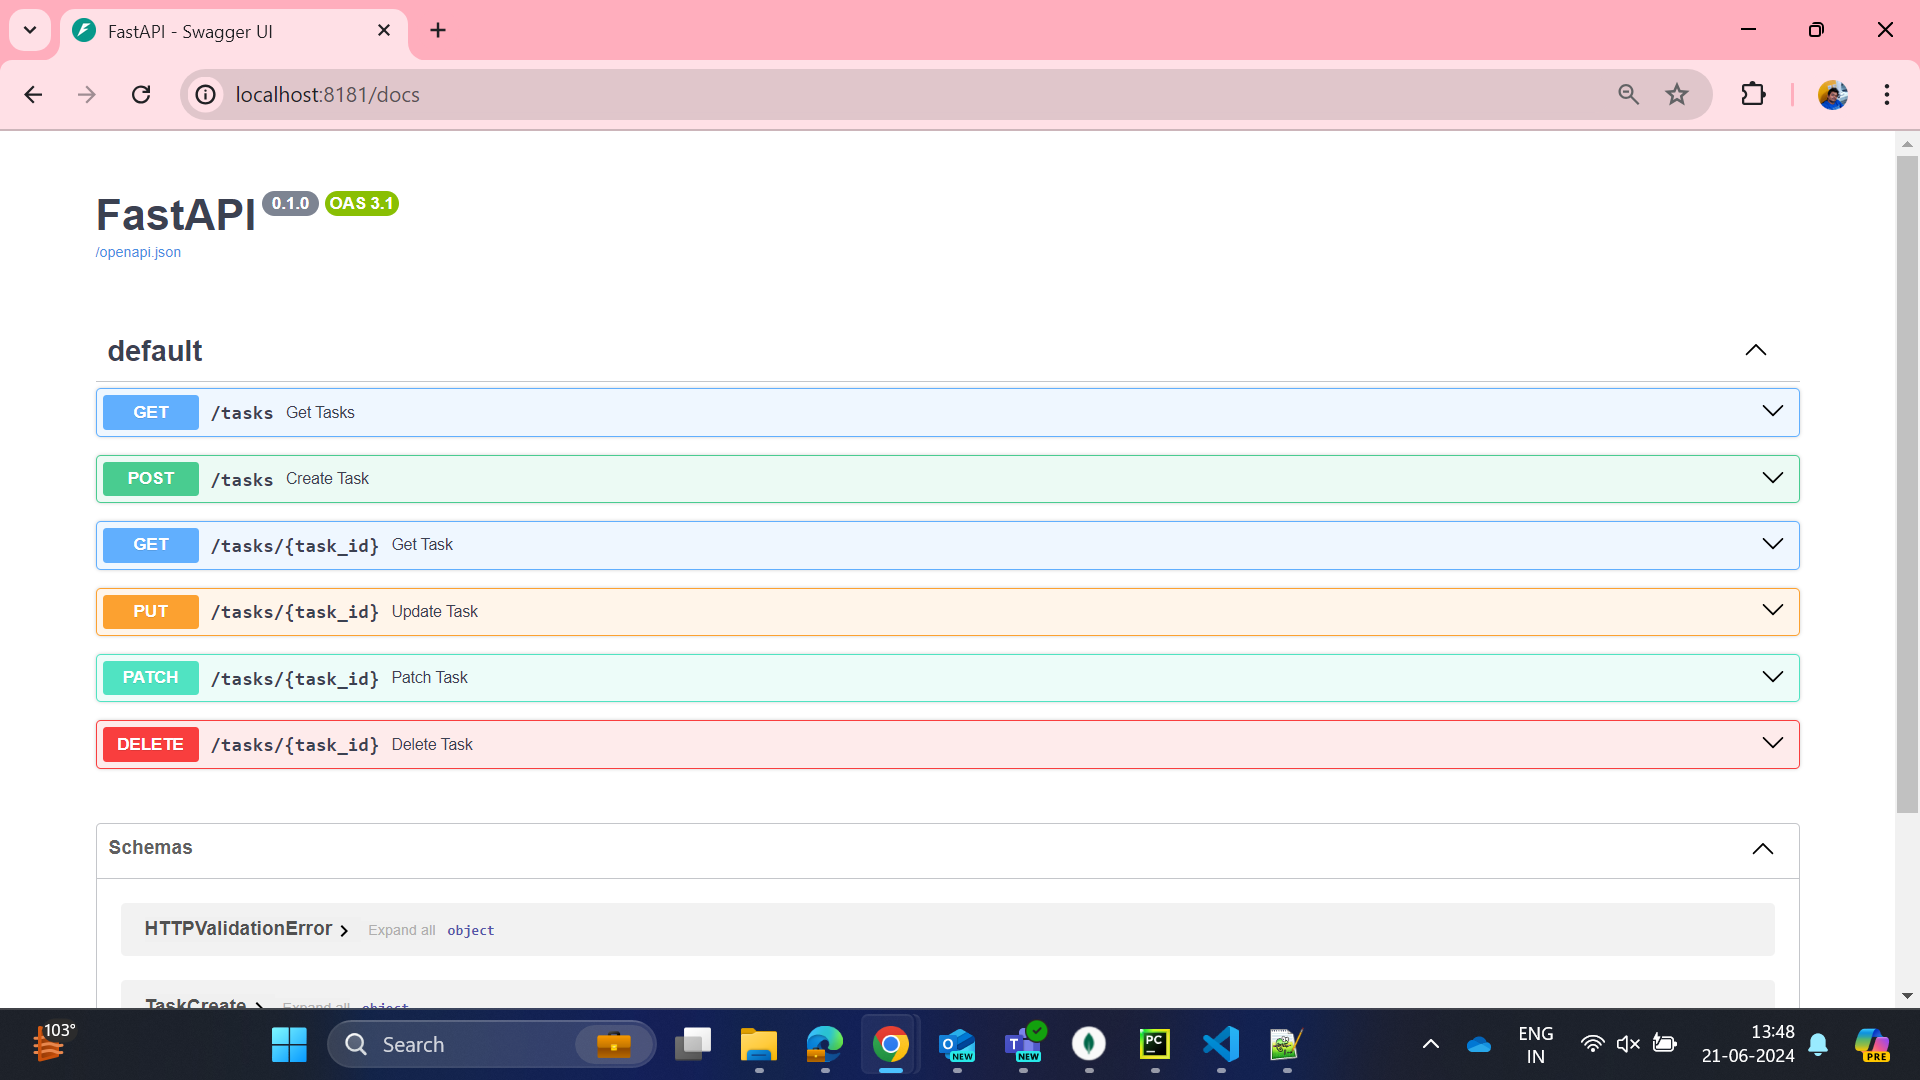 FastAPI - Swagger UI
localhost:8181/docs
FastAPI 0.1.0 OAS 3.1
/openapi.json
default
GET /tasks Get Tasks
POST /tasks Create Task
GET /tasks/{task_id} Get Task
PUT /tasks/{task_id} Update Task
PATCH /tasks/{task_id} Patch Task
DELETE /tasks/{task_id} Delete Task
Schemas
HTTPValidationError Expand all object
TaskCreate Expand all object
103°
Search
NEW
NEW
PC
ENG
IN
13:48
21-06-2024
PRE